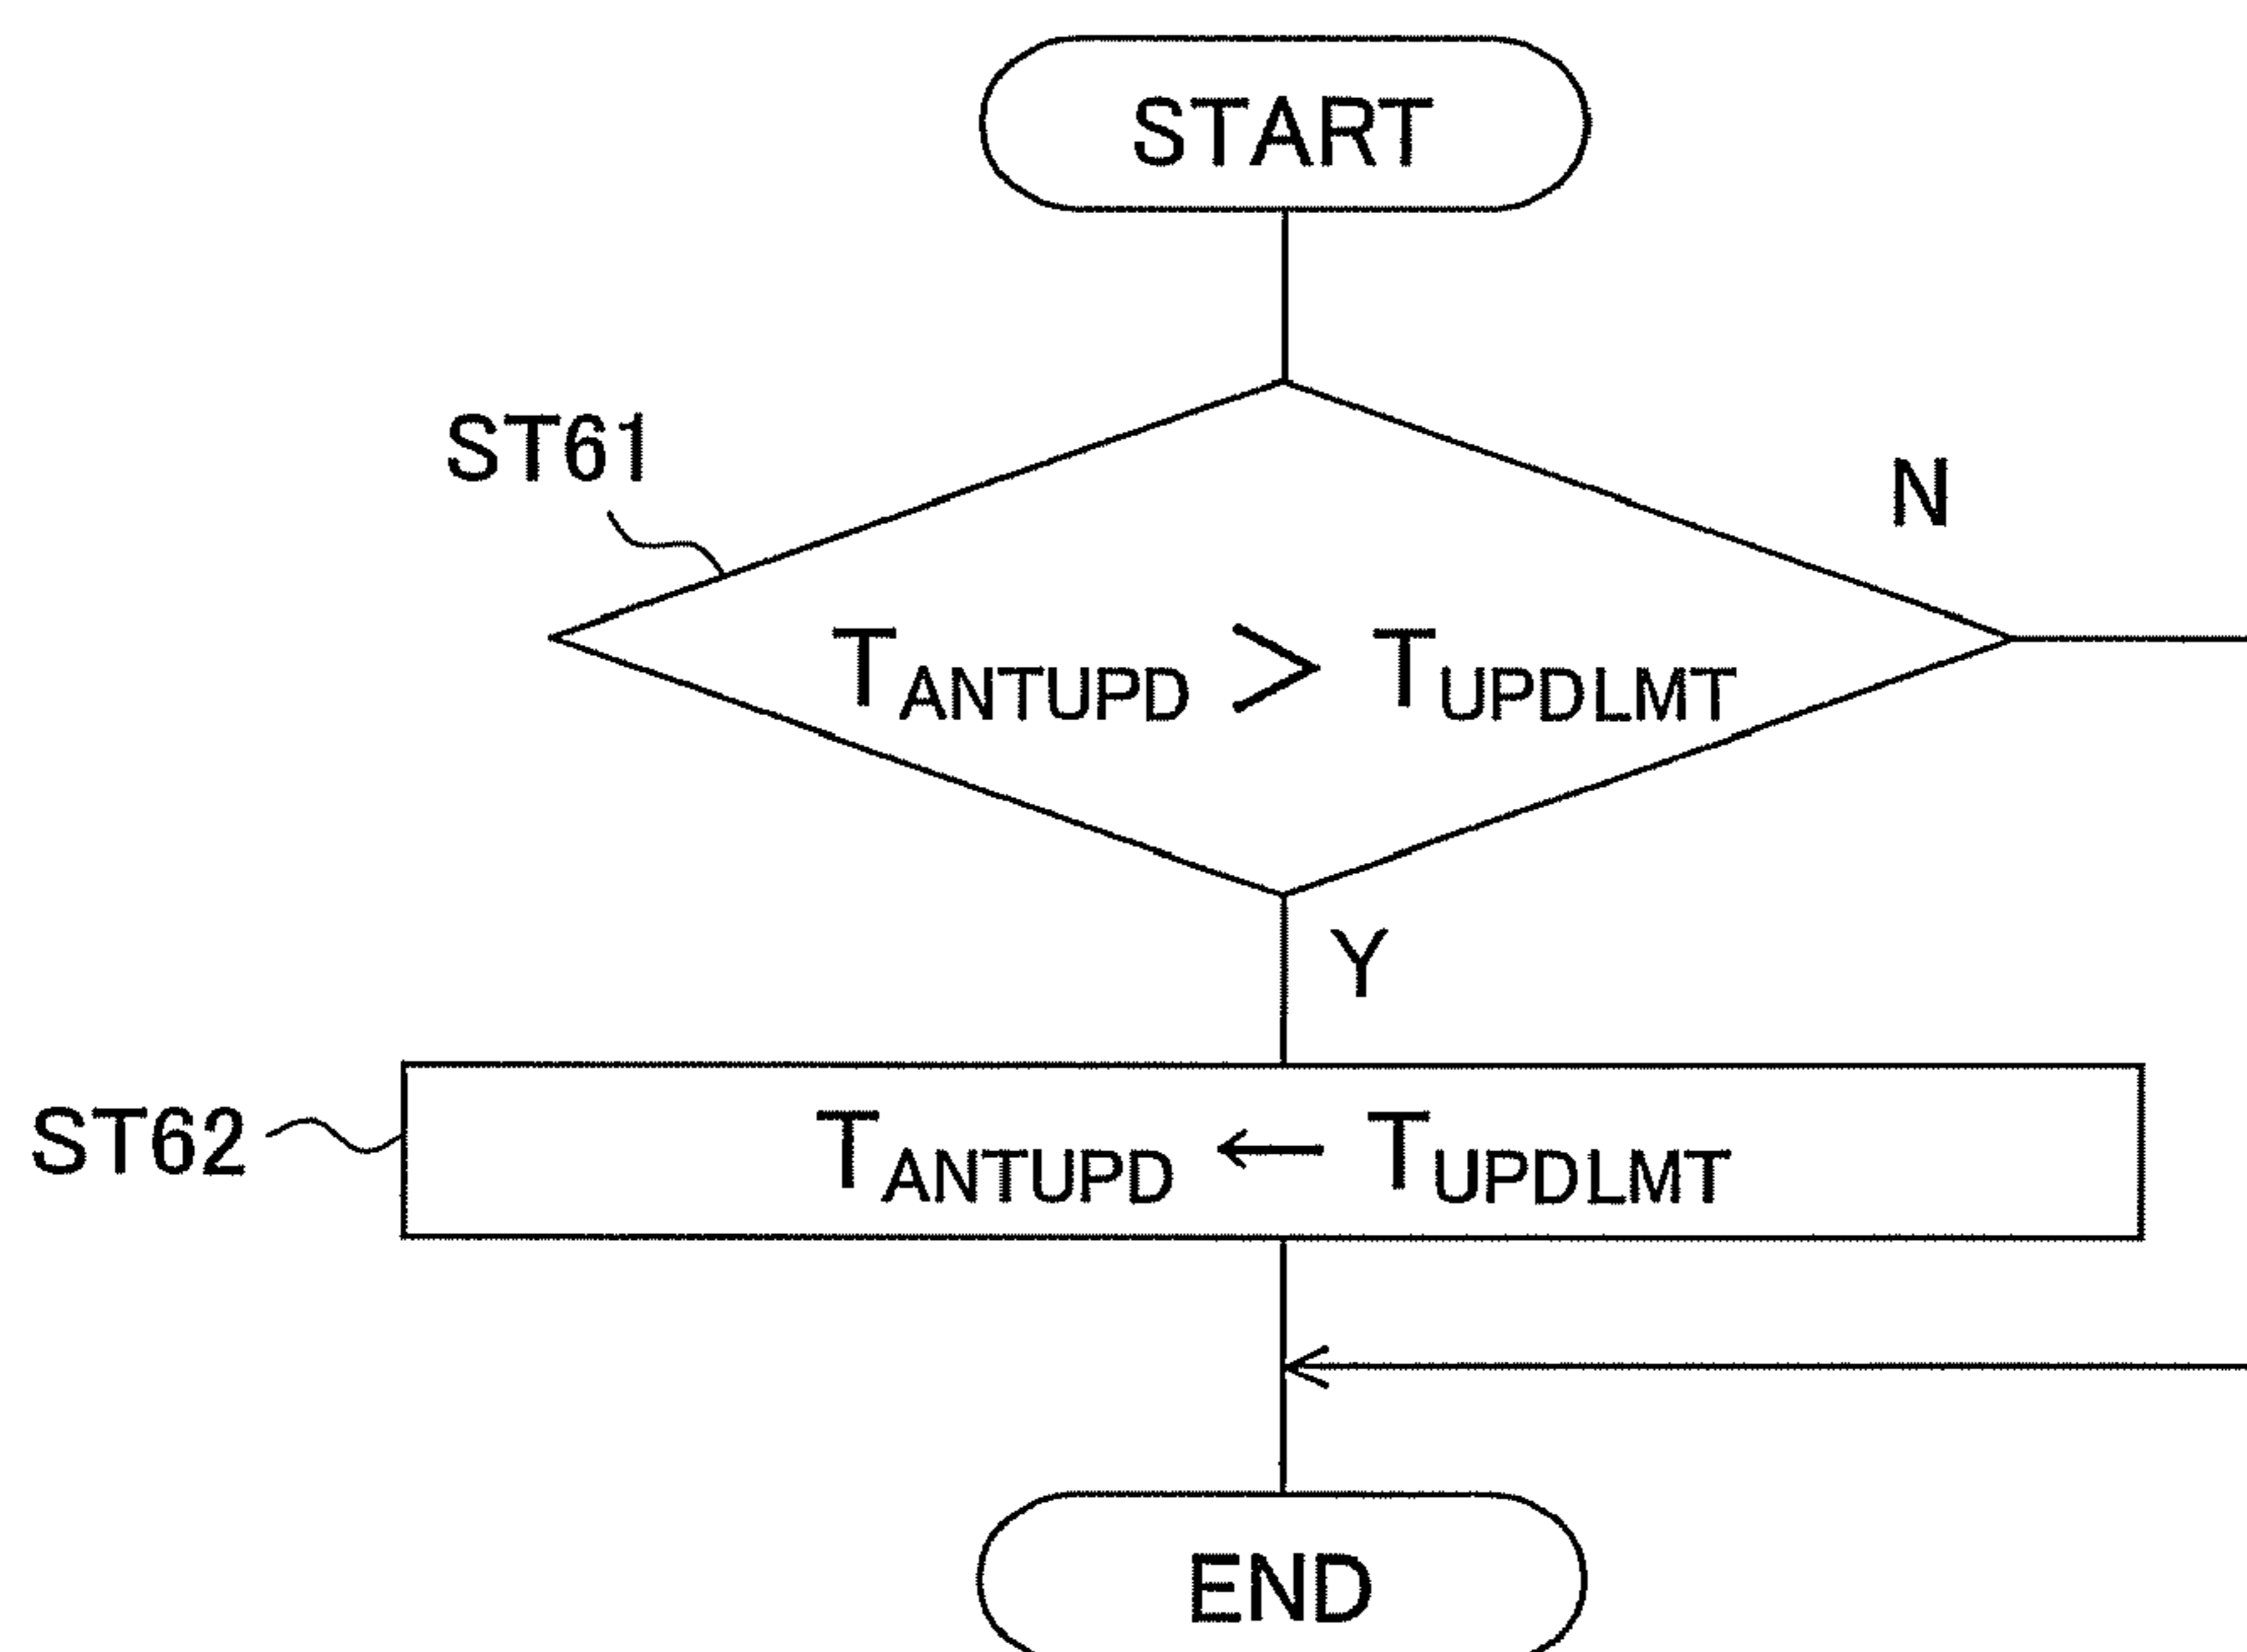 START
ST61
N
TANTUPD > TUPDLMT
Y
ST62
TANTUPD ← TUPDLMT
END